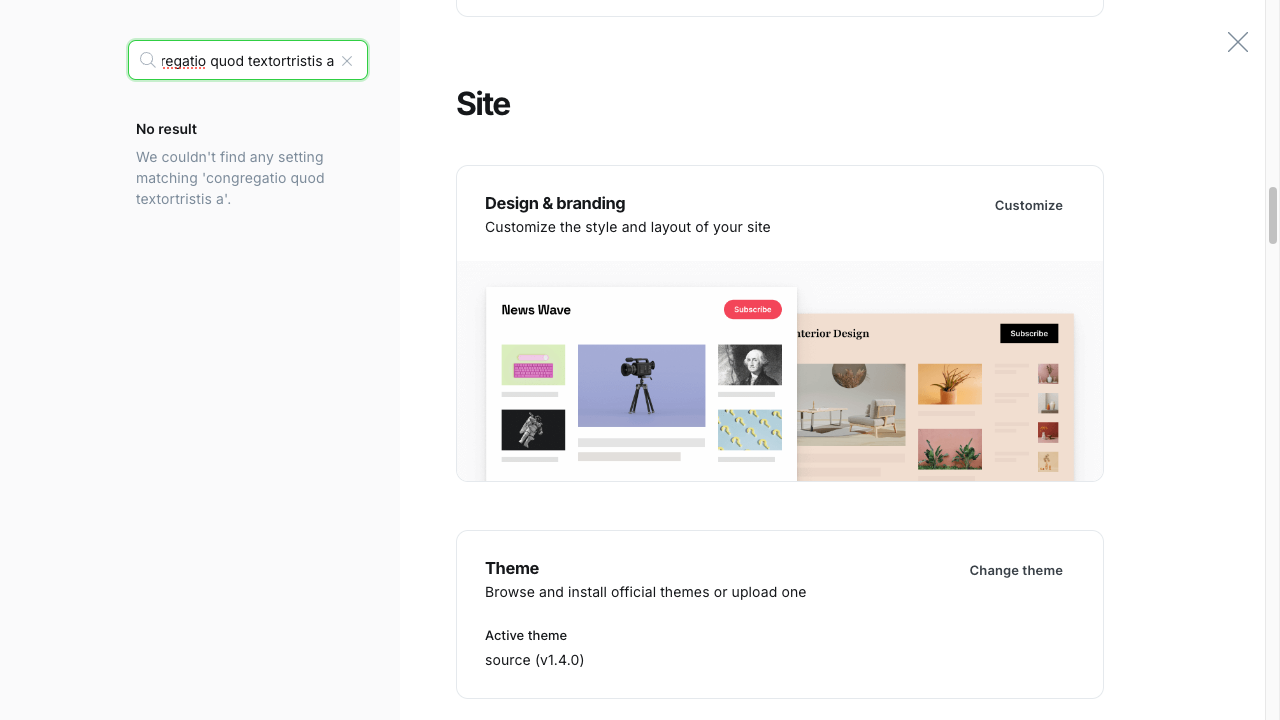 regatio quod textortristis a
No result
We couldn't find any setting
matching 'congregatio quod
textortristis a'.
Site
Design & branding
Customize the style and layout of your site
Customize
News Wave
Subscribe
nterior Design
Subscribe
Theme
Browse and install official themes or upload one
Change theme
Active theme
source (v1.4.0)